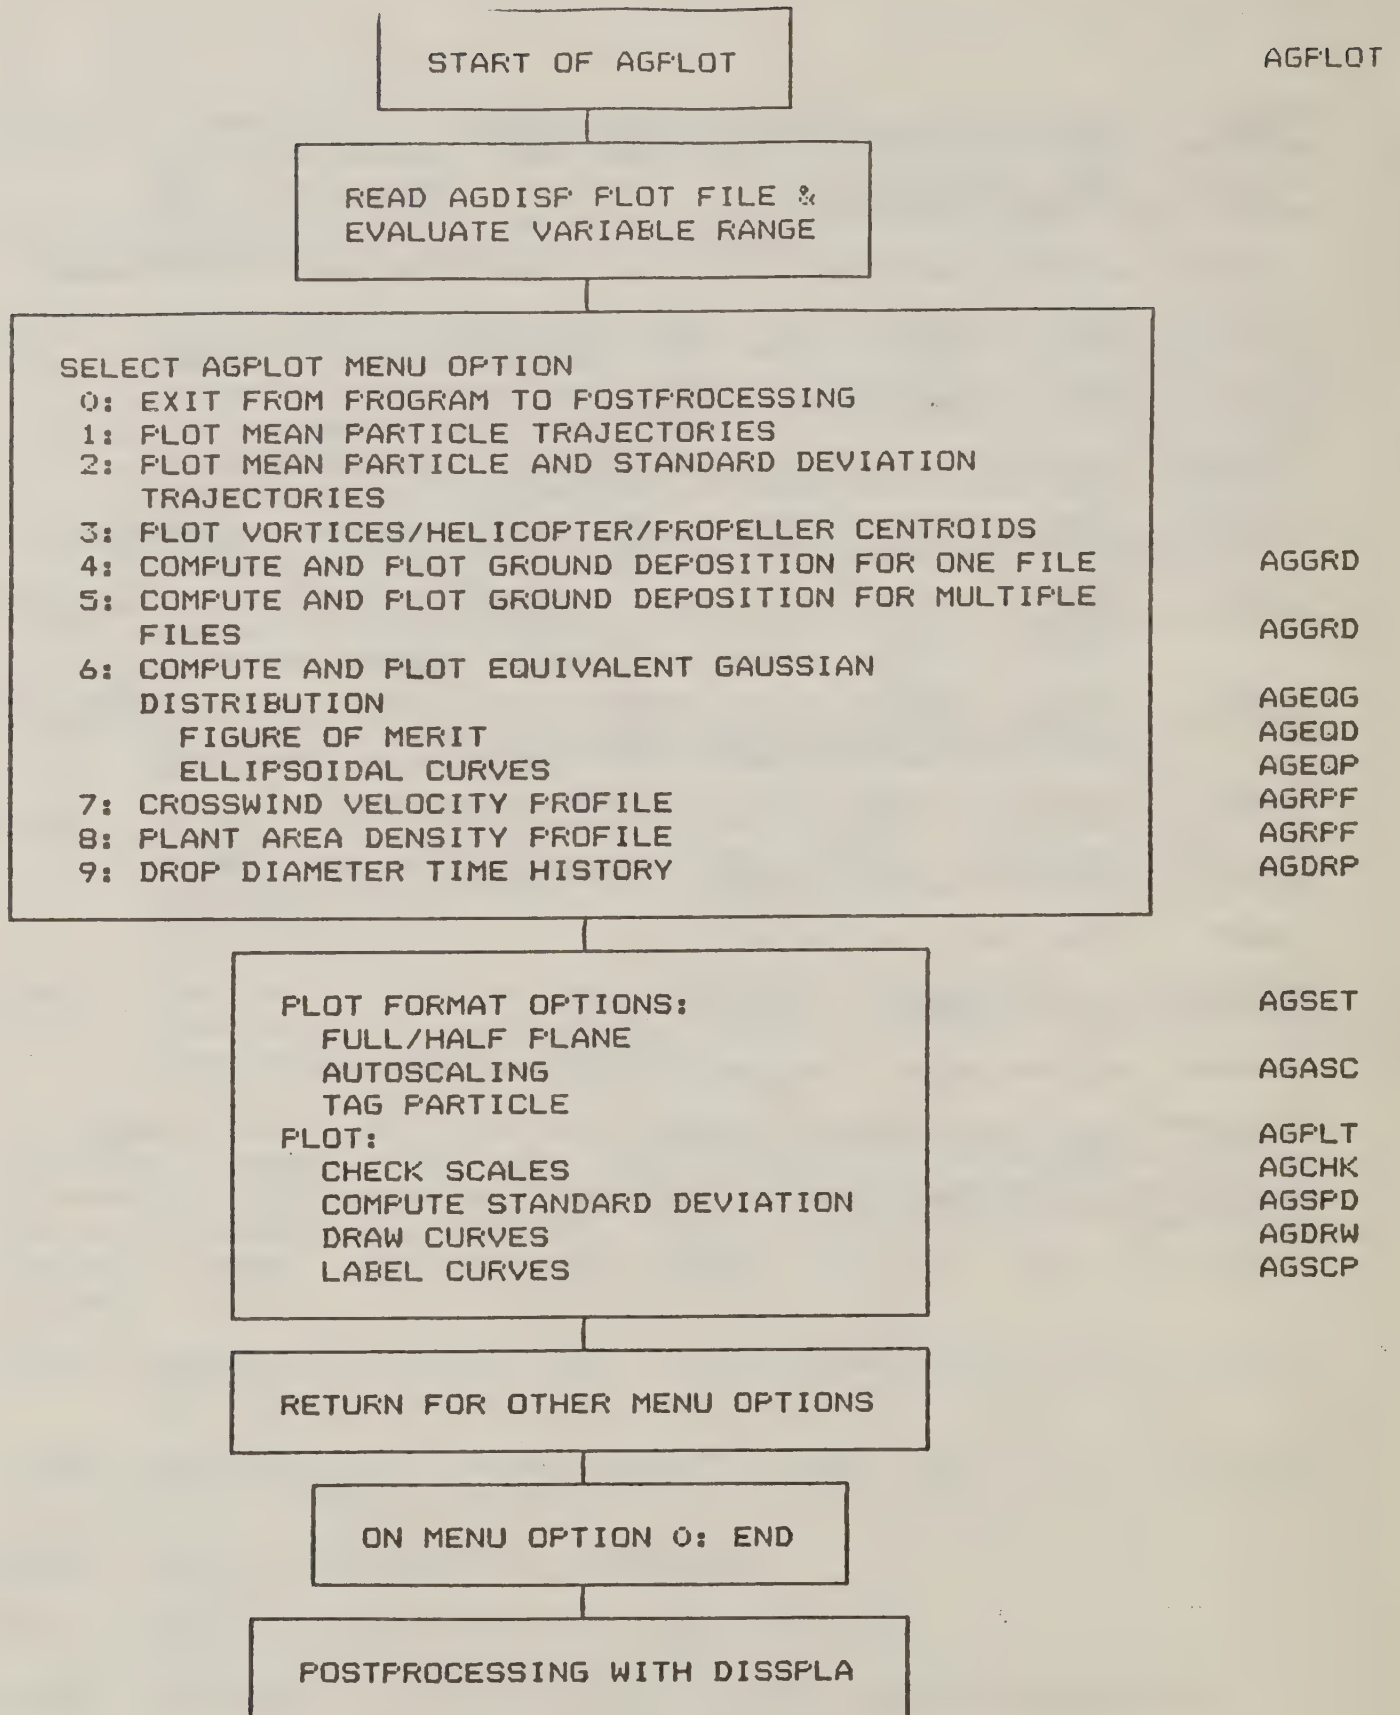 START OF AGPLOT AGPLOT
READ AGDISP PLOT FILE &
EVALUATE VARIABLE RANGE
SELECT AGPLOT MENU OPTION
0: EXIT FROM PROGRAM TO POSTPROCESSING
1: PLOT MEAN PARTICLE TRAJECTORIES
2: PLOT MEAN PARTICLE AND STANDARD DEVIATION
TRAJECTORIES
3: PLOT VORTICES/HELICOPTER/PROPELLER CENTROIDS
4: COMPUTE AND PLOT GROUND DEPOSITION FOR ONE FILE AGGRD
5: COMPUTE AND PLOT GROUND DEPOSITION FOR MULTIPLE
FILES AGGRD
6: COMPUTE AND PLOT EQUIVALENT GAUSSIAN
DISTRIBUTION AGEQG
FIGURE OF MERIT AGEQD
ELLIPSOIDAL CURVES AGEQP
7: CROSSWIND VELOCITY PROFILE AGRPF
8: PLANT AREA DENSITY PROFILE AGRPF
9: DROP DIAMETER TIME HISTORY AGDRP
PLOT FORMAT OPTIONS: AGSET
FULL/HALF PLANE
AUTOSCALING AGASC
TAG PARTICLE
PLOT: AGPLT
CHECK SCALES AGCHK
COMPUTE STANDARD DEVIATION AGSPD
DRAW CURVES AGDRW
LABEL CURVES AGSCP
RETURN FOR OTHER MENU OPTIONS
ON MENU OPTION 0: END
POSTPROCESSING WITH DISSPLA